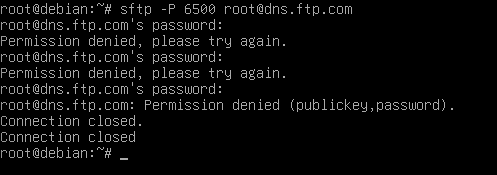 root@debian:~# sftp -P 6500 root@dns.ftp.com
root@dns.ftp.com's password:
Permission denied, please try again.
root@dns.ftp.com's password:
Permission denied, please try again.
root@dns.ftp.com's password:
root@dns.ftp.com: Permission denied (publickey,password).
Connection closed.
Connection closed
root@debian:~# _